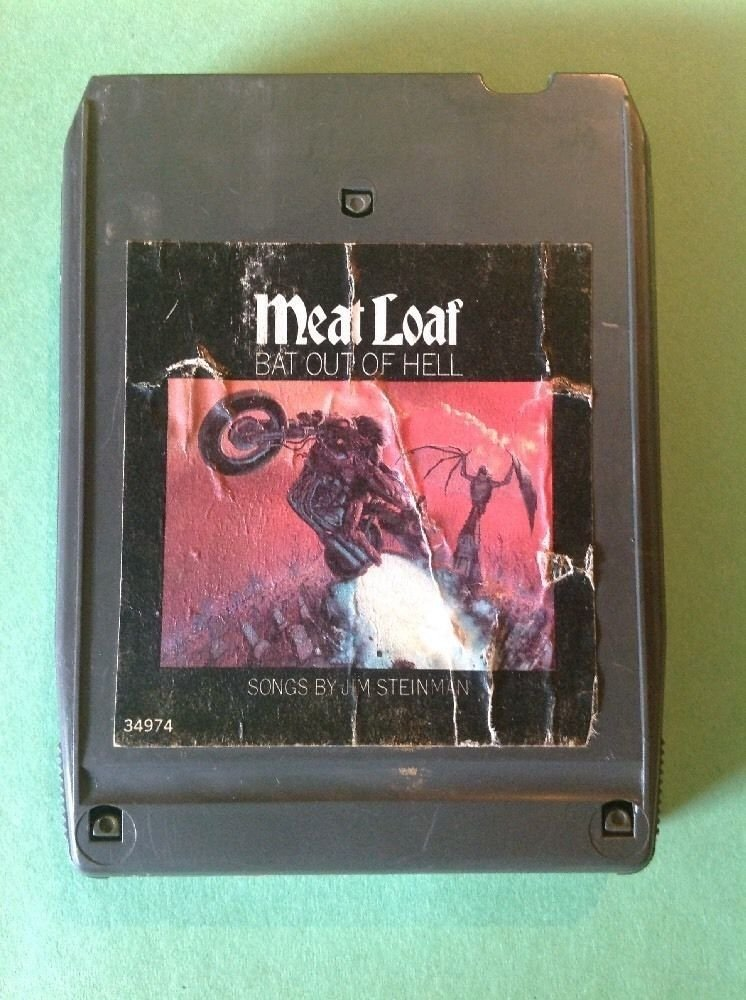 Meat Loaf
BAT OUT OF HELL
SONGS BY JIM STEINMAN
34974